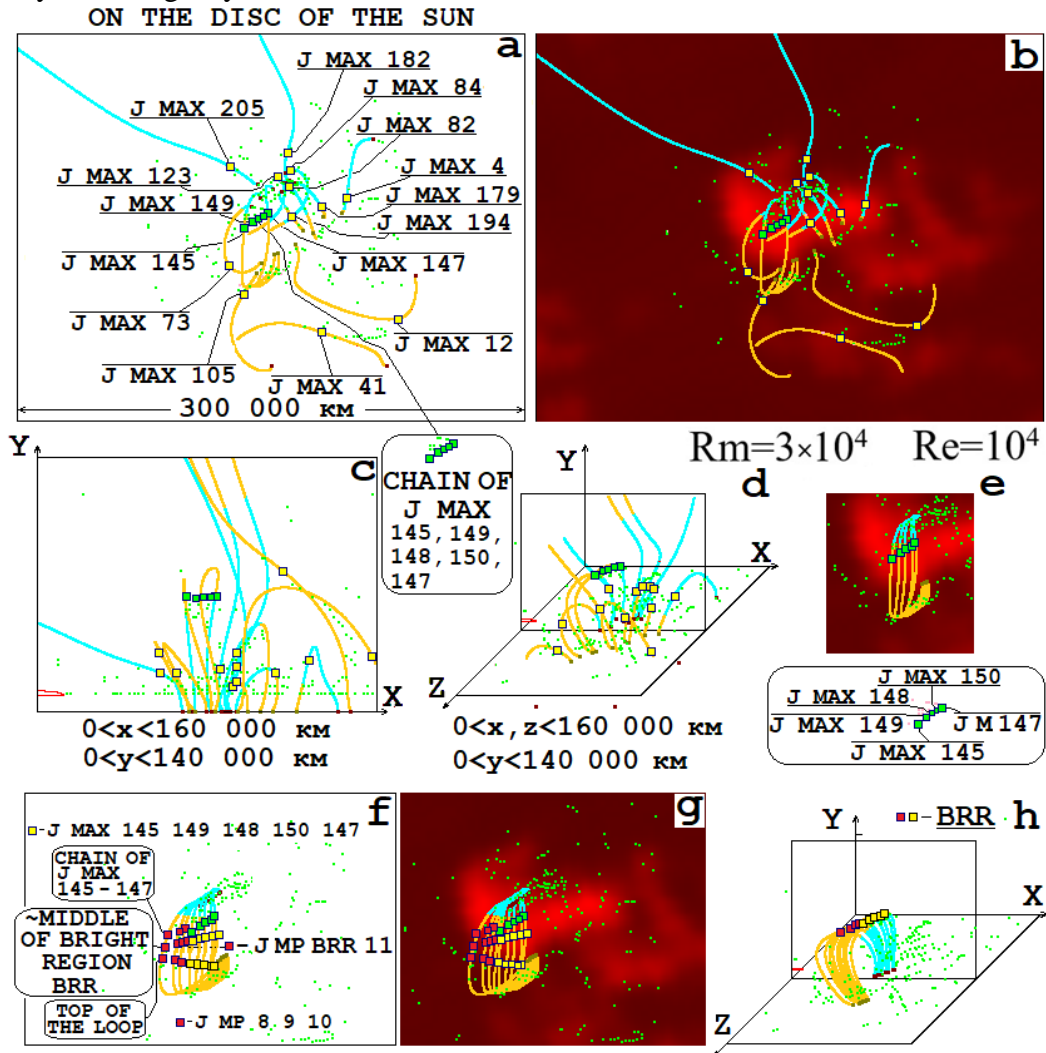 ON THE DISC OF THE SUN
a
b
J MAX 182
J MAX 84
J MAX 205
J MAX 82
J MAX 123
J MAX 4
J MAX 149
J MAX 179
J MAX 194
J MAX 145
J MAX 147
J MAX 73
J MAX 12
J MAX 105
J MAX 41
300 000 км
Y
c
X
0<x<160 000 км
0<y<140 000 км
CHAIN OF
J MAX
145, 149,
148, 150,
147
Rm=3×10⁴ Re=10⁴
d
Y
X
Z
0<x,z<160 000 км
0<y<140 000 км
e
J MAX 150
J MAX 148
J MAX 149
J M 147
J MAX 145
f
-J MAX 145 149 148 150 147
CHAIN OF
J MAX
145-147
~MIDDLE
OF BRIGHT
REGION
BRR
-J MP BRR 11
TOP OF
THE LOOP
-J MP 8 9 10
g
h
Y
-BRR
X
Z